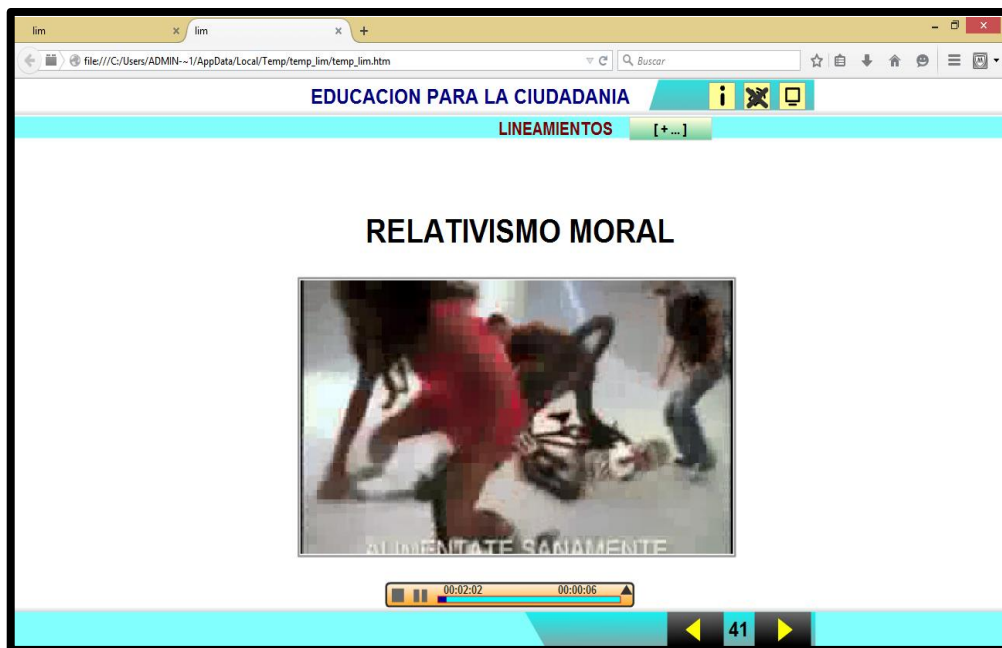 lim
lim
file:///C:/Users/ADMIN-~1/AppData/Local/Temp/temp_lim/temp_lim.htm
Buscar
EDUCACION PARA LA CIUDADANIA
i
LINEAMIENTOS [+...]
RELATIVISMO MORAL
ALIMENTATE SANAMENTE
00:02:02 00:00:06
41